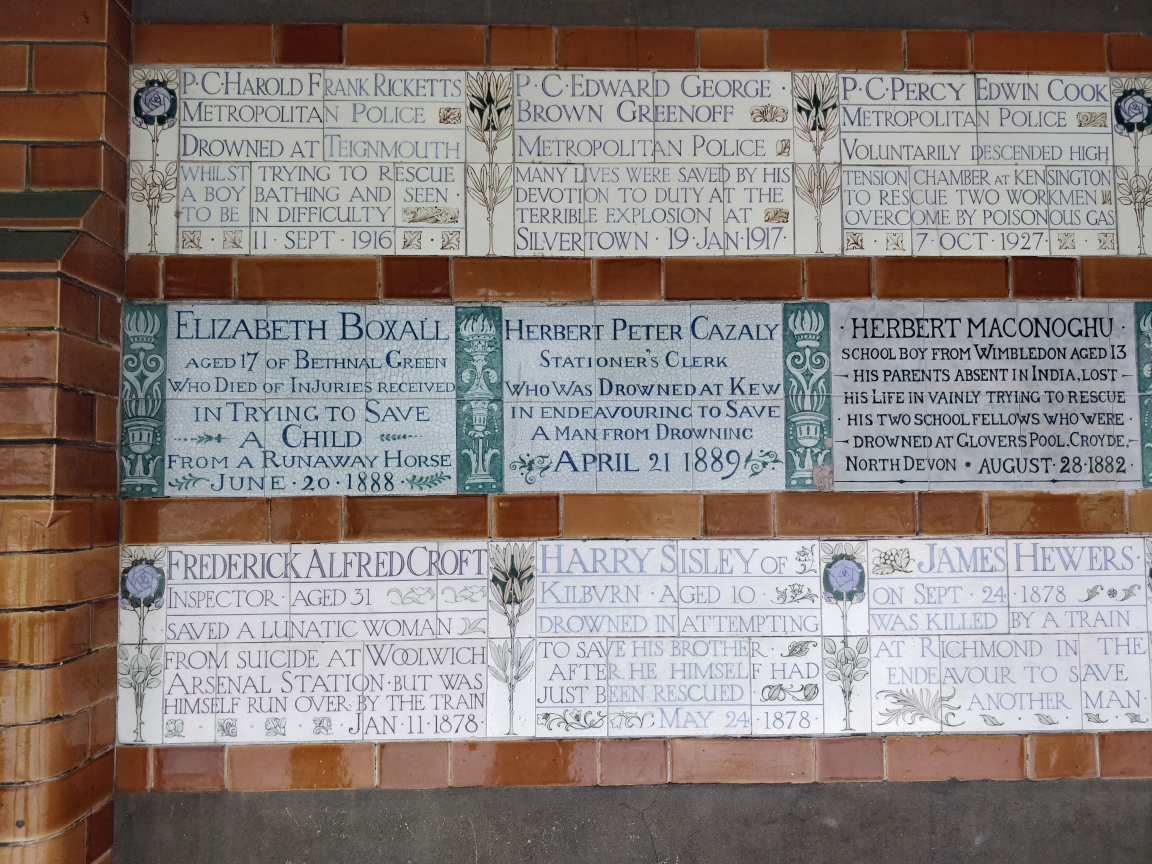 P·C·HAROLD FRANK RICKETTS
METROPOLITAN POLICE
DROWNED AT TEIGNMOUTH
WHILST TRYING TO RESCUE
A BOY BATHING AND SEEN ·
TO BE IN DIFFICULTY
11 · SEPT · 1916
P·C·EDWARD GEORGE ·
BROWN GREENOFF
METROPOLITAN POLICE
MANY LIVES WERE SAVED BY HIS
DEVOTION TO DUTY AT THE
TERRIBLE EXPLOSION AT
SILVERTOWN · 19·JAN·1917·
P·C·PERCY EDWIN COOK
METROPOLITAN POLICE
VOLUNTARILY DESCENDED HIGH
TENSION CHAMBER AT KENSINGTON
TO RESCUE TWO WORKMEN
OVERCOME BY POISONOUS GAS
7·OCT·1927·
ELIZABETH BOXALL
AGED 17 OF BETHNAL GREEN
WHO DIED OF INJURIES RECEIVED
IN TRYING TO SAVE
A CHILD
FROM A RUNAWAY HORSE
JUNE·20·1888·
HERBERT PETER CAZALY
STATIONER'S CLERK
WHO WAS DROWNED AT KEW
IN ENDEAVOURING TO SAVE
A MAN FROM DROWNING
APRIL 21 1889
· HERBERT MACONOGHU ·
SCHOOL BOY FROM WIMBLEDON AGED 13
HIS PARENTS ABSENT IN INDIA, LOST
HIS LIFE IN VAINLY TRYING TO RESCUE
HIS TWO SCHOOL FELLOWS WHO WERE
DROWNED AT GLOVERS POOL, CROYDE,
NORTH DEVON • AUGUST·28·1882·
FREDERICK ALFRED CROFT
INSPECTOR · AGED 31
SAVED A LUNATIC WOMAN
FROM SUICIDE AT WOOLWICH
ARSENAL STATION·BUT WAS
HIMSELF RUN OVER·BY THE TRAIN
JAN·11·1878·
HARRY SISLEY OF
KILBVRN · AGED 10 ·
DROWNED IN ATTEMPTING
TO SAVE HIS BROTHER·
AFTER HE HIMSELF HAD
JUST BEEN RESCUED
MAY 24 · 1878 ·
JAMES HEWERS·
ON SEPT · 24 · 1878
WAS KILLED BY A TRAIN
AT RICHMOND IN THE
ENDEAVOUR TO SAVE
ANOTHER MAN·